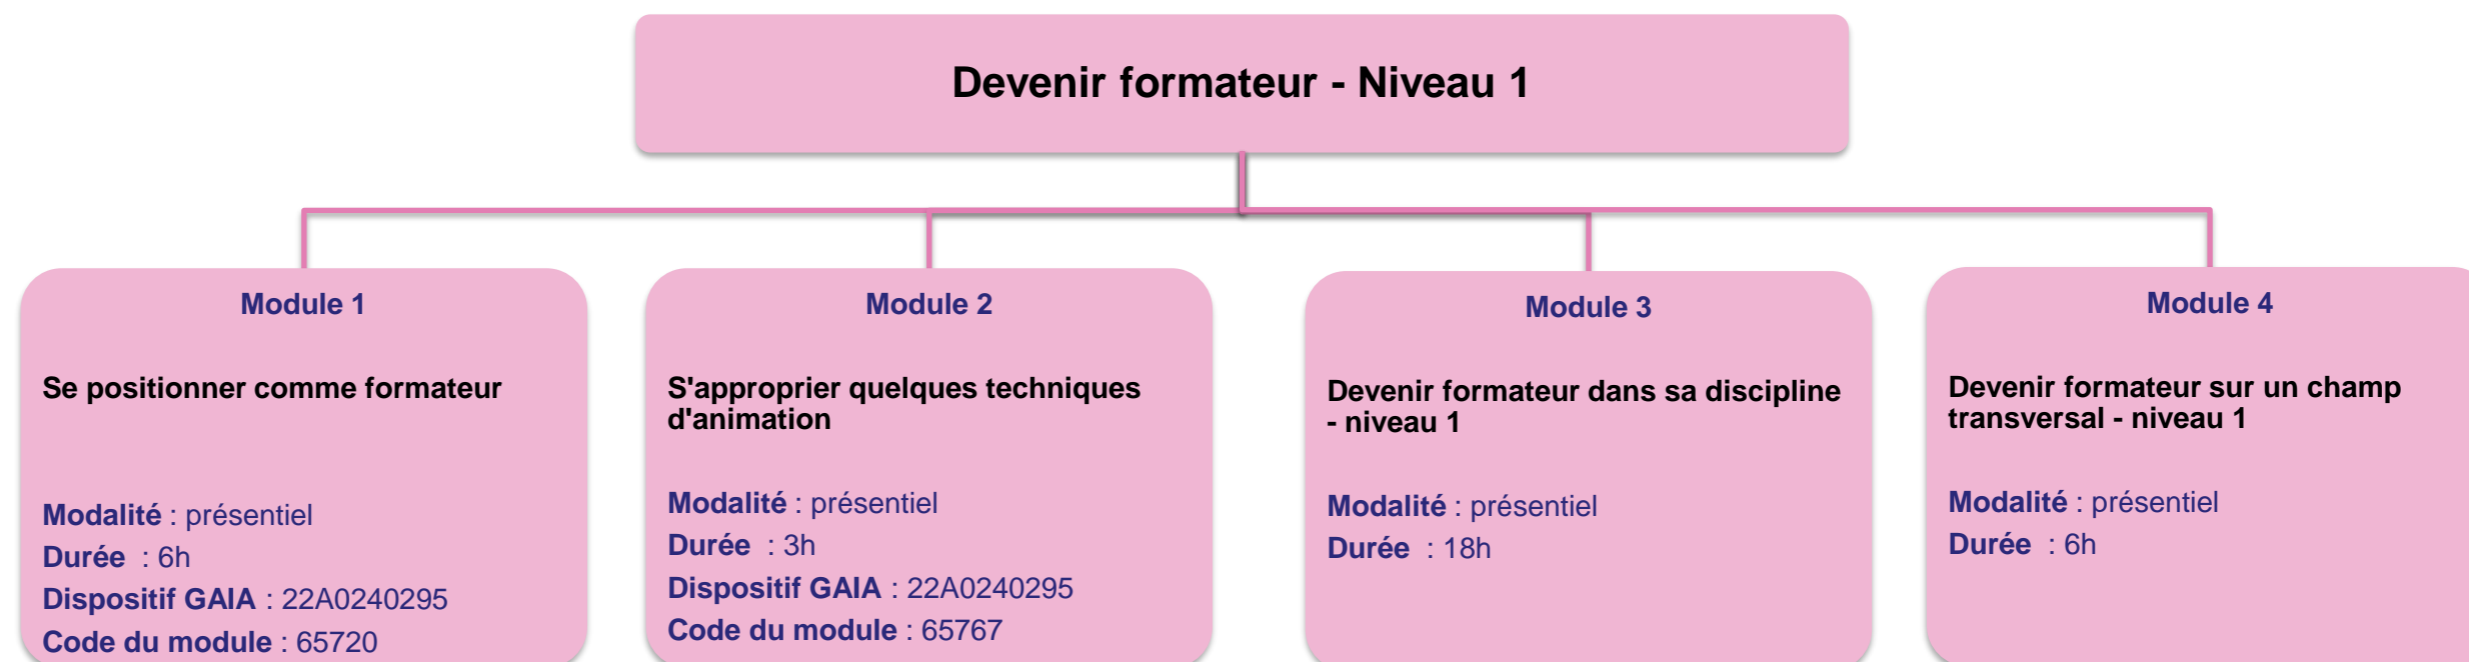 Devenir formateur - Niveau 1
Module 1
Se positionner comme formateur
Modalité : présentiel
Durée  : 6h
Dispositif GAIA : 22A0240295
Code du module : 65720
Module 2
S'approprier quelques techniques
d'animation
Modalité : présentiel
Durée  : 3h
Dispositif GAIA : 22A0240295
Code du module : 65767
Module 3
Devenir formateur dans sa discipline
- niveau 1
Modalité : présentiel
Durée  : 18h
Module 4
Devenir formateur sur un champ
transversal - niveau 1
Modalité : présentiel
Durée  : 6h